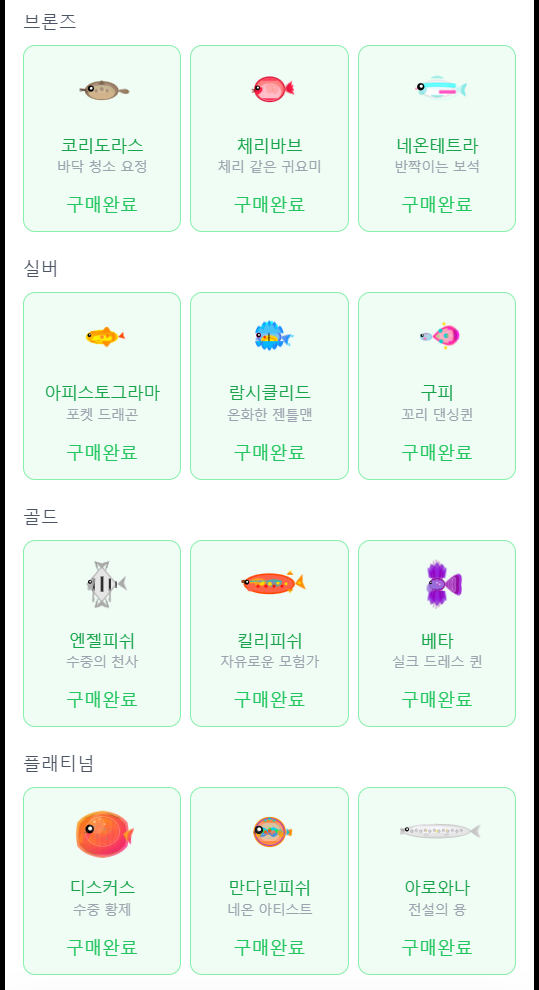 브론즈
코리도라스
바닥 청소 요정
구매완료
체리바브
체리 같은 귀요미
구매완료
네온테트라
반짝이는 보석
구매완료
실버
아피스토그라마
포켓 드래곤
구매완료
람시클리드
온화한 젠틀맨
구매완료
구피
꼬리 댄싱퀸
구매완료
골드
엔젤피쉬
수중의 천사
구매완료
킬리피쉬
자유로운 모험가
구매완료
베타
실크 드레스 퀸
구매완료
플래티넘
디스커스
수중 황제
구매완료
만다린피쉬
네온 아티스트
구매완료
아로와나
전설의 용
구매완료